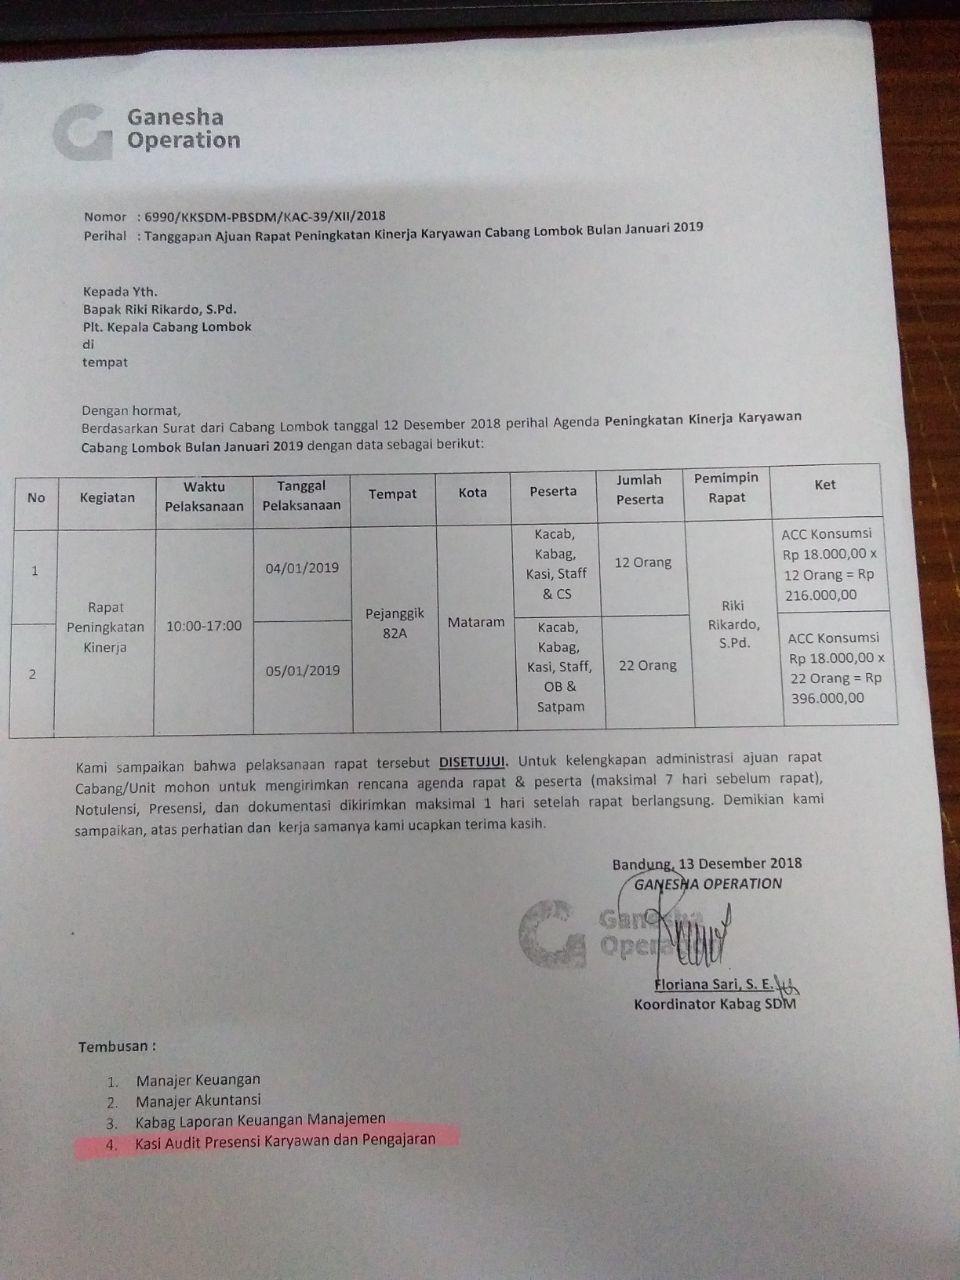 Ganesha
Operation
Nomor : 6990/KKSDM-PBSDM/KAC-39/XII/2018
Perihal : Tanggapan Ajuan Rapat Peningkatan Kinerja Karyawan Cabang Lombok Bulan Januari 2019
Kepada Yth.
Bapak Riki Rikardo, S.Pd.
Plt. Kepala Cabang Lombok
di
tempat
Dengan hormat,
Berdasarkan Surat dari Cabang Lombok tanggal 12 Desember 2018 perihal Agenda Peningkatan Kinerja Karyawan
Cabang Lombok Bulan Januari 2019 dengan data sebagai berikut:
No
Kegiatan
Waktu
Pelaksanaan
Tanggal
Pelaksanaan
Tempat
Kota
Peserta
Jumlah
Peserta
Pemimpin
Rapat
Ket
1
Rapat
Peningkatan
Kinerja
10:00-17:00
04/01/2019
Pejanggik
82A
Mataram
Kacab,
Kabag,
Kasi, Staff
& CS
12 Orang
Riki
Rikardo,
S.Pd.
ACC Konsumsi
Rp 18.000,00 x
12 Orang = Rp
216.000,00
2
05/01/2019
Kacab,
Kabag,
Kasi, Staff,
OB &
Satpam
22 Orang
ACC Konsumsi
Rp 18.000,00 x
22 Orang = Rp
396.000,00
Kami sampaikan bahwa pelaksanaan rapat tersebut DISETUJUI. Untuk kelengkapan administrasi ajuan rapat
Cabang/Unit mohon untuk mengirimkan rencana agenda rapat & peserta (maksimal 7 hari sebelum rapat),
Notulensi, Presensi, dan dokumentasi dikirimkan maksimal 1 hari setelah rapat berlangsung. Demikian kami
sampaikan, atas perhatian dan kerja samanya kami ucapkan terima kasih.
Bandung, 13 Desember 2018
GANESHA OPERATION
Ganesha
Operation
Floriana Sari, S. E.
Koordinator Kabag SDM
Tembusan :
1. Manajer Keuangan
2. Manajer Akuntansi
3. Kabag Laporan Keuangan Manajemen
4. Kasi Audit Presensi Karyawan dan Pengajaran